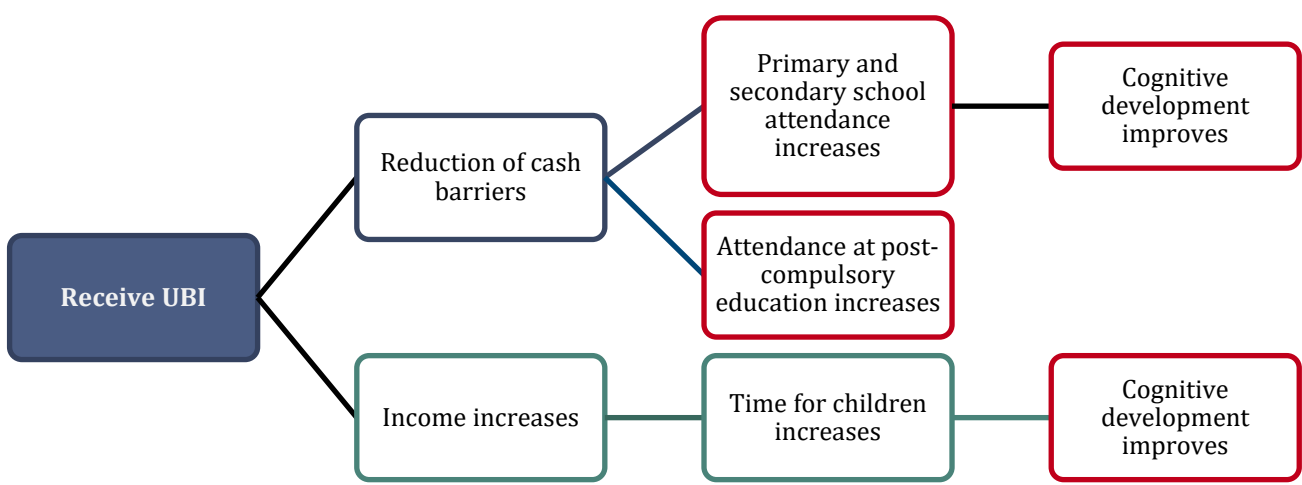 Receive UBI
Reduction of cash
barriers
Primary and
secondary school
attendance
increases
Cognitive
development
improves
Attendance at post-
compulsory
education increases
Income increases
Time for children
increases
Cognitive
development
improves